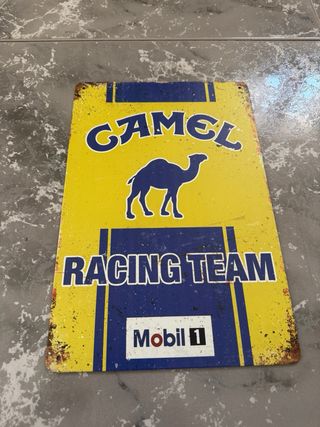 CAMEL
RACING TEAM
Mobil 1